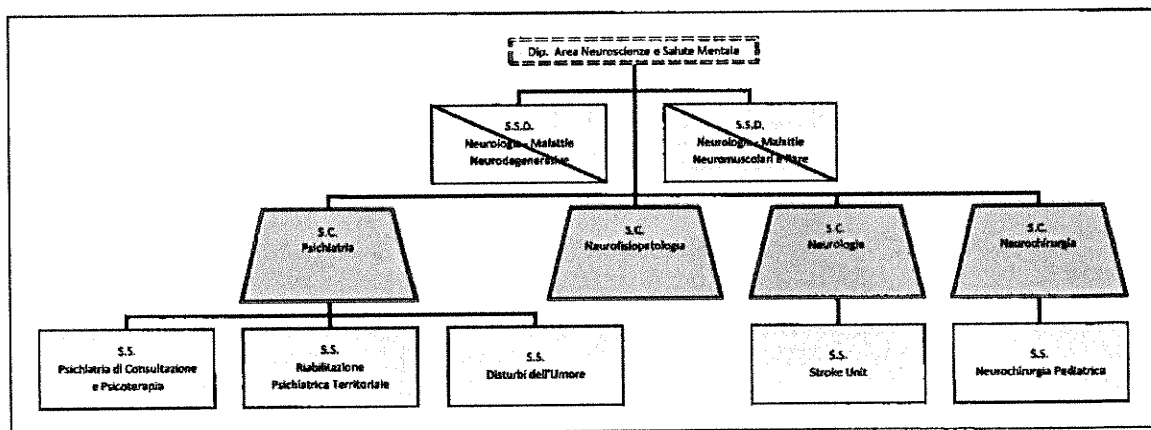 Dip. Area Neuroscienze e Salute Mentale
S.S.D.
Neurologia - Malattie
Neurodegenerative
S.S.D.
Neurologia - Malattie
Neuromuscolari e Rare
S.C.
Psichiatria
S.C.
Neurofisiopatologia
S.C.
Neurologia
S.C.
Neurochirurgia
S.S.
Psichiatria di Consultazione
e Psicoterapia
S.S.
Riabilitazione
Psichiatrica Territoriale
S.S.
Disturbi dell'Umore
S.S.
Stroke Unit
S.S.
Neurochirurgia Pediatrica